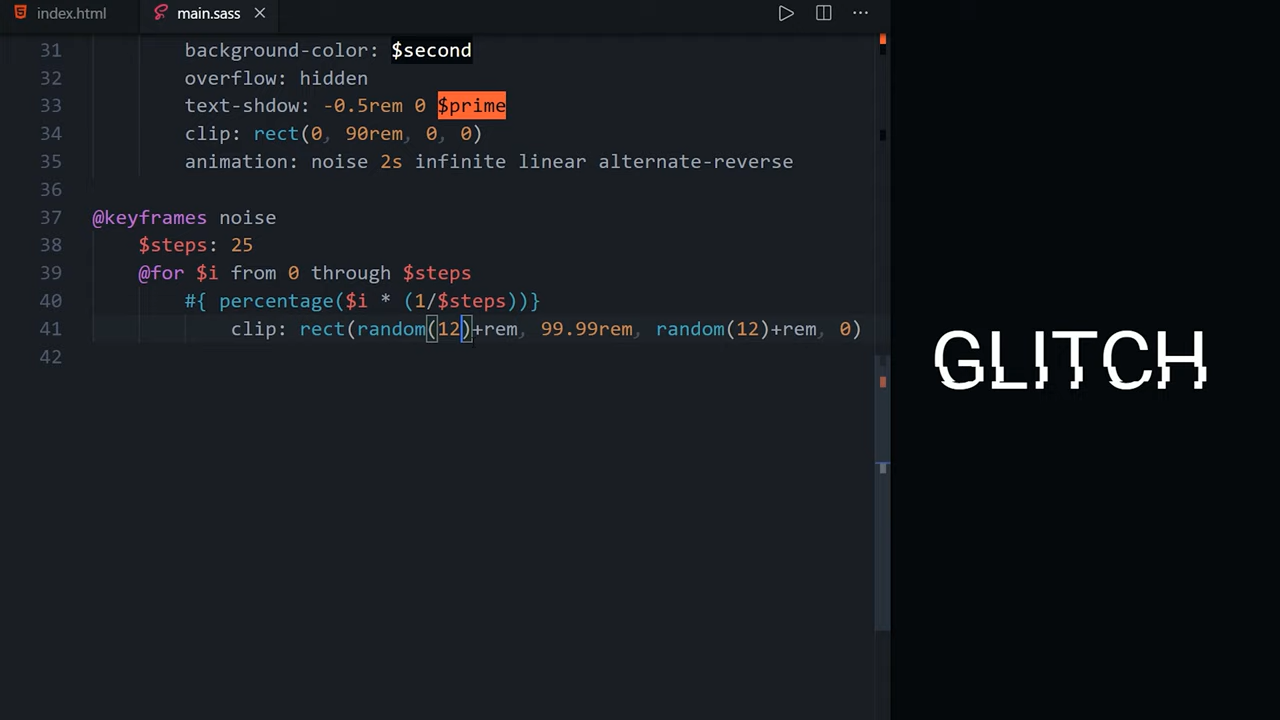 index.html
main.sass
31 background-color: $second
32 overflow: hidden
33 text-shdow: -0.5rem 0 $prime
34 clip: rect(0, 90rem, 0, 0)
35 animation: noise 2s infinite linear alternate-reverse
36
37 @keyframes noise
38 $steps: 25
39 @for $i from 0 through $steps
40 #{ percentage($i * (1/$steps))}
41 clip: rect(random(12)+rem, 99.99rem, random(12)+rem, 0)
42
GLITCH